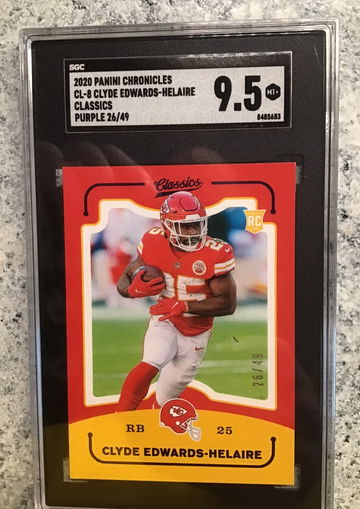 SGC
2020 PANINI CHRONICLES
CL-8 CLYDE EDWARDS-HELAIRE
CLASSICS
PURPLE 26/49
9.5
MT+
8485683
Classics
RC
25
26/49
KC
RB 25
CLYDE EDWARDS-HELAIRE